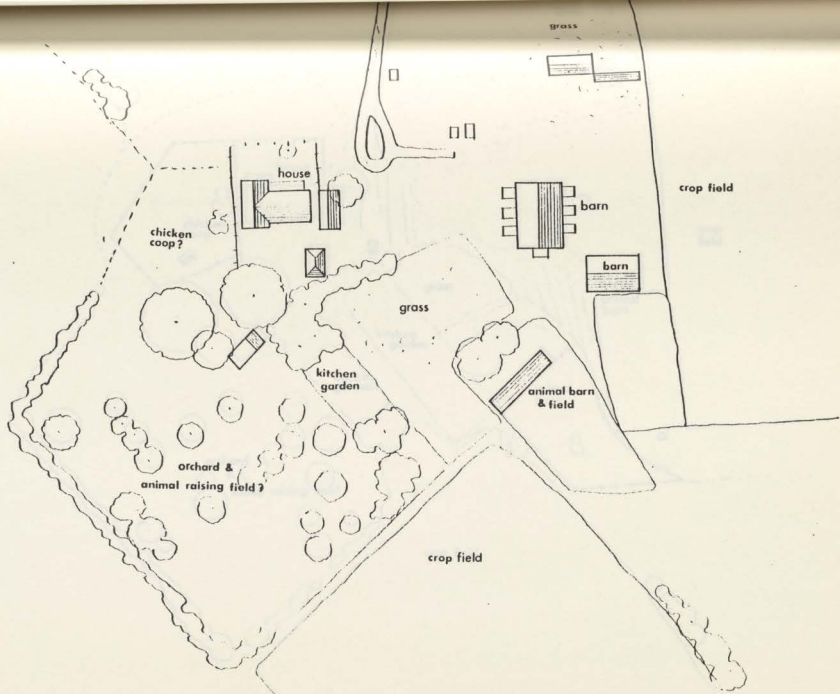 grass
crop field
house
barn
chicken
coop?
barn
grass
kitchen
garden
animal barn
& field
orchard &
animal raising field?
crop field